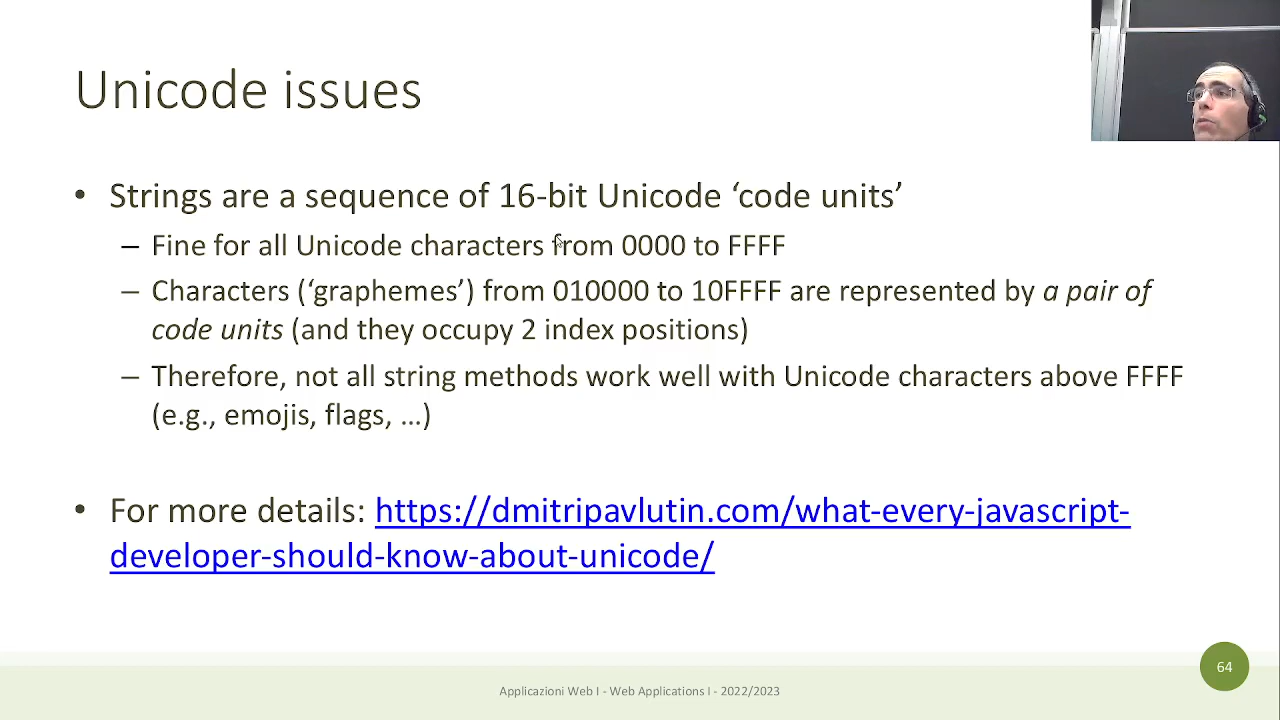 Unicode issues
• Strings are a sequence of 16-bit Unicode ‘code units’
– Fine for all Unicode characters from 0000 to FFFF
– Characters (‘graphemes’) from 010000 to 10FFFF are represented by a pair of
code units (and they occupy 2 index positions)
– Therefore, not all string methods work well with Unicode characters above FFFF
(e.g., emojis, flags, …)
• For more details: https://dmitripavlutin.com/what-every-javascript-
developer-should-know-about-unicode/
64
Applicazioni Web I - Web Applications I - 2022/2023